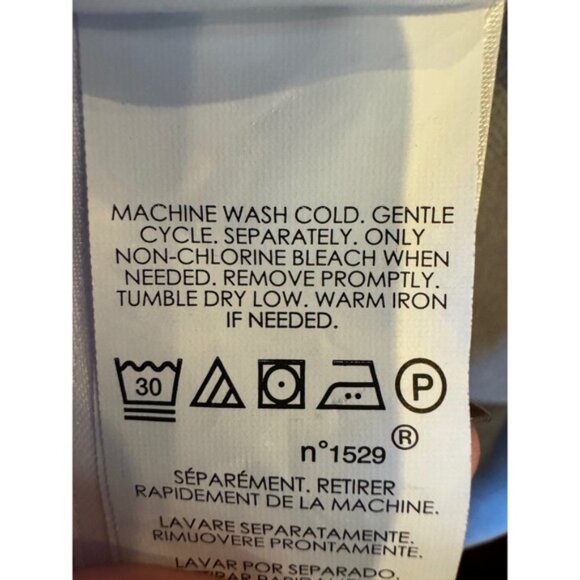 MACHINE WASH COLD. GENTLE
CYCLE. SEPARATELY. ONLY
NON-CHLORINE BLEACH WHEN
NEEDED. REMOVE PROMPTLY.
TUMBLE DRY LOW. WARM IRON
IF NEEDED.
30 P
n°1529 ®
SÉPARÉMENT. RETIRER
RAPIDEMENT DE LA MACHINE.
LAVARE SEPARATAMENTE.
RIMUOVERE PRONTAMENTE.
LAVAR POR SEPARADO.